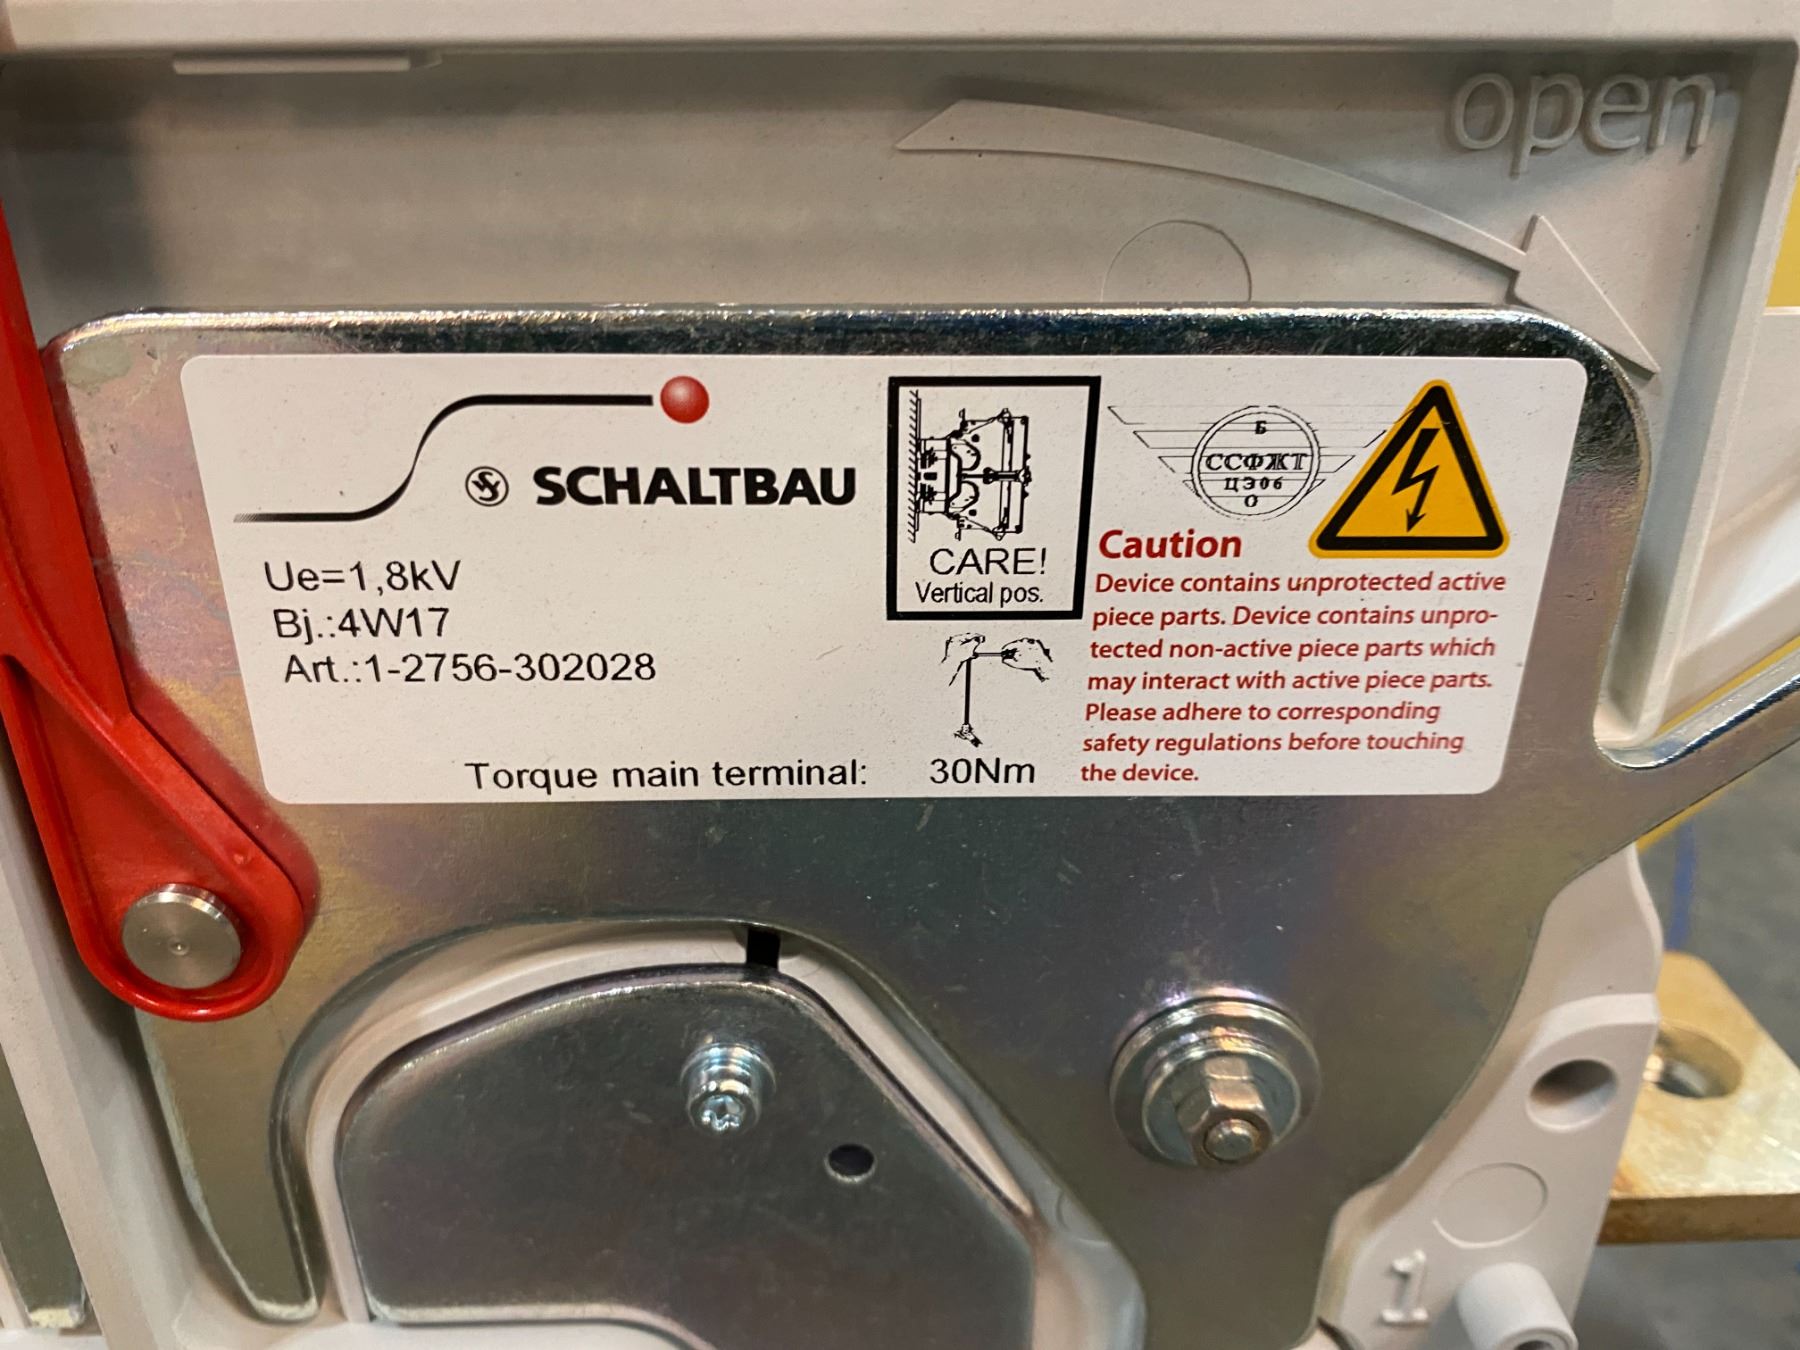 open
SCHALTBAU
Ue=1,8kV
Bj.:4W17
Art.:1-2756-302028
Torque main terminal: 30Nm
CARE!
Vertical pos.
Б
ССФЖТ
ЦЭ06
О
Caution
Device contains unprotected active
piece parts. Device contains unpro-
tected non-active piece parts which
may interact with active piece parts.
Please adhere to corresponding
safety regulations before touching
the device.
1